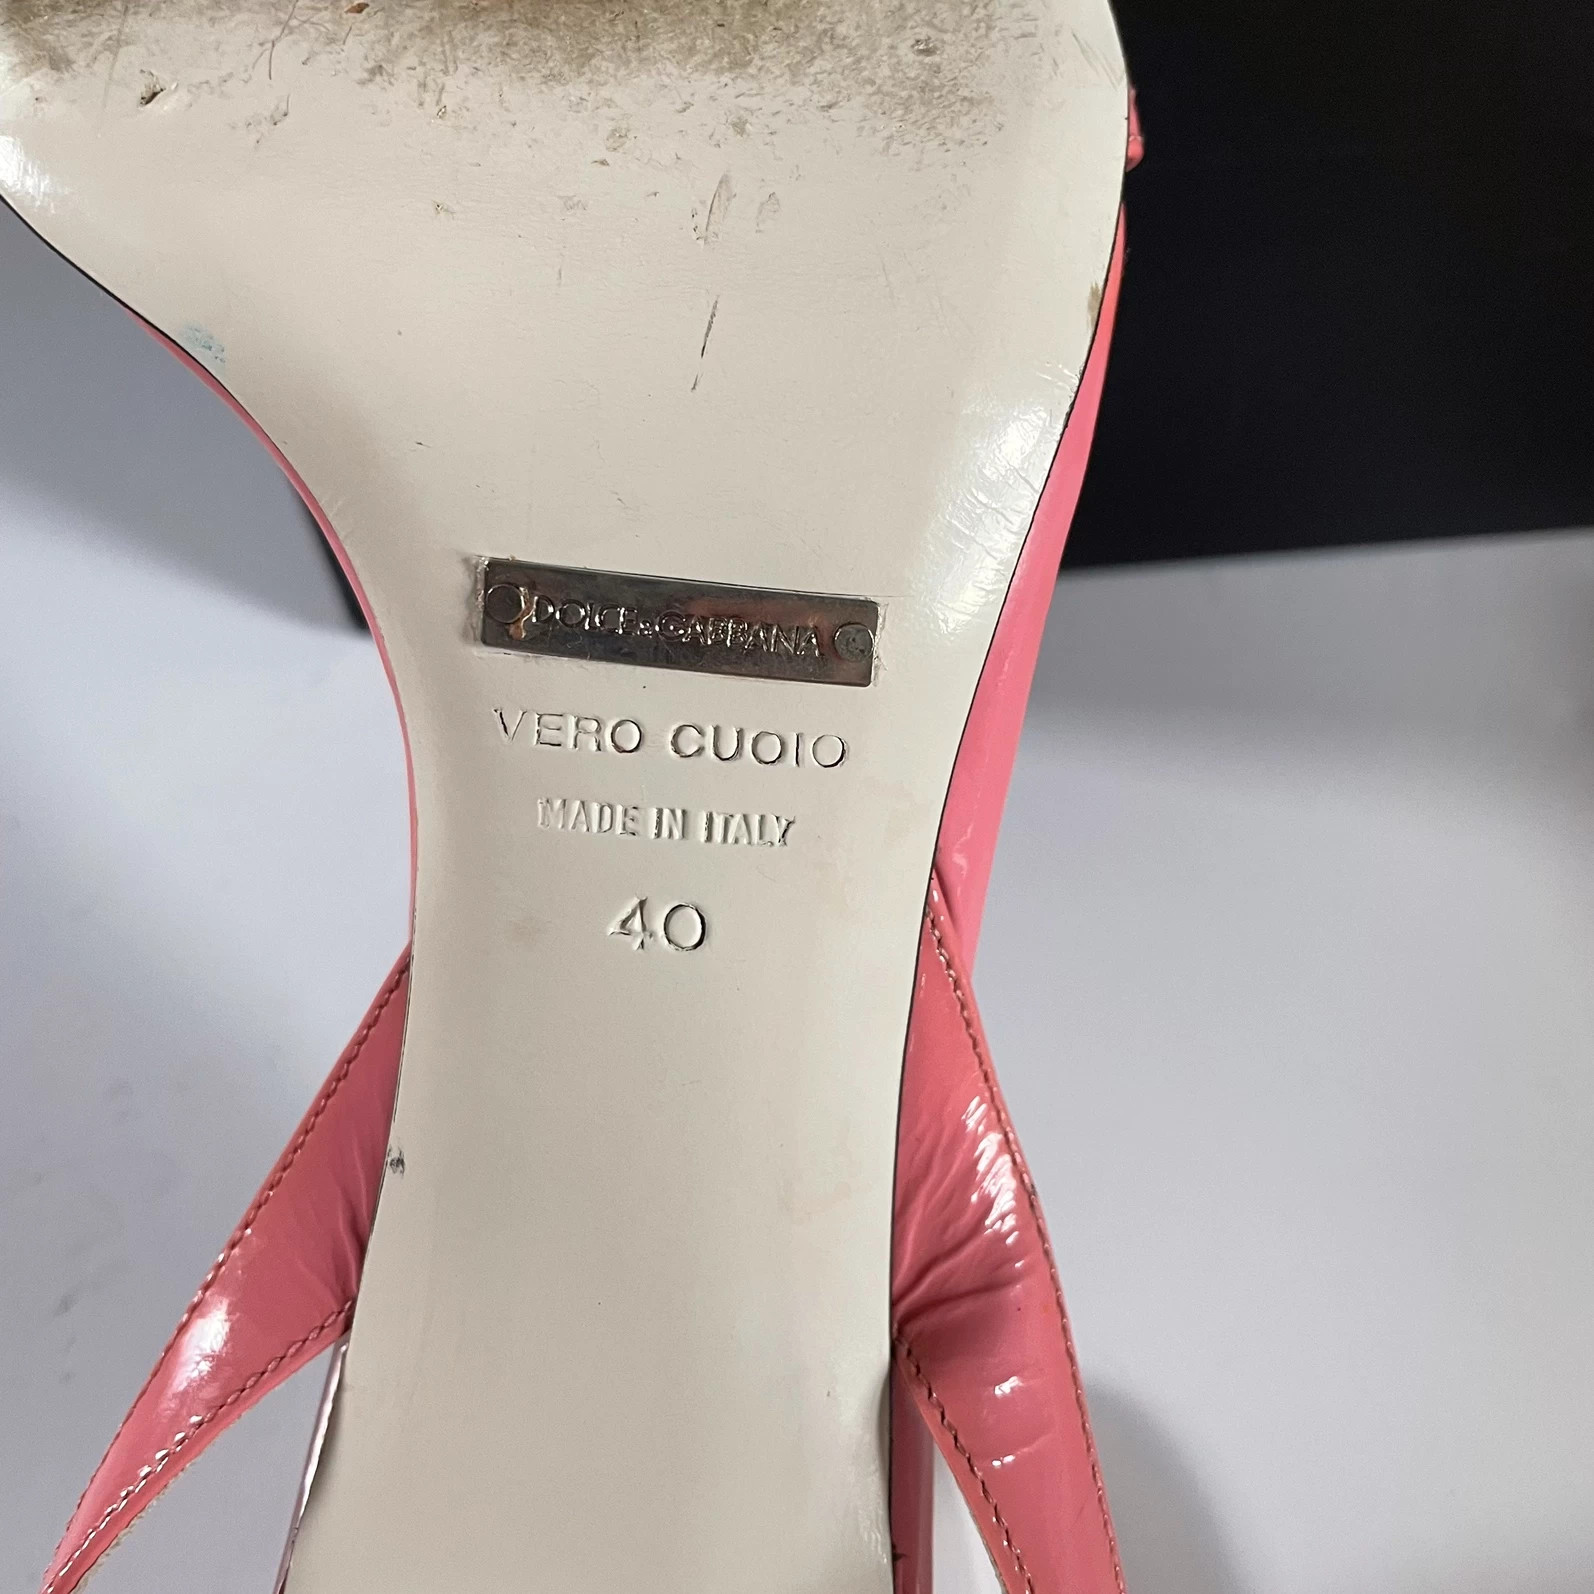 DOLCE&GABBANA
VERO CUOIO
MADE IN ITALY
40